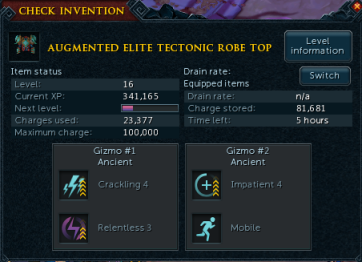 CHECK INVENTION
AUGMENTED ELITE TECTONIC ROBE TOP
Level information
Item status
Level: 16
Current XP: 341,165
Next level:
Charges used: 23,377
Maximum charge: 100,000
Drain rate:
Equipped items
Switch
Drain rate: n/a
Charge stored: 81,681
Time left: 5 hours
Gizmo #1
Ancient
Crackling 4
Relentless 3
Gizmo #2
Ancient
Impatient 4
Mobile